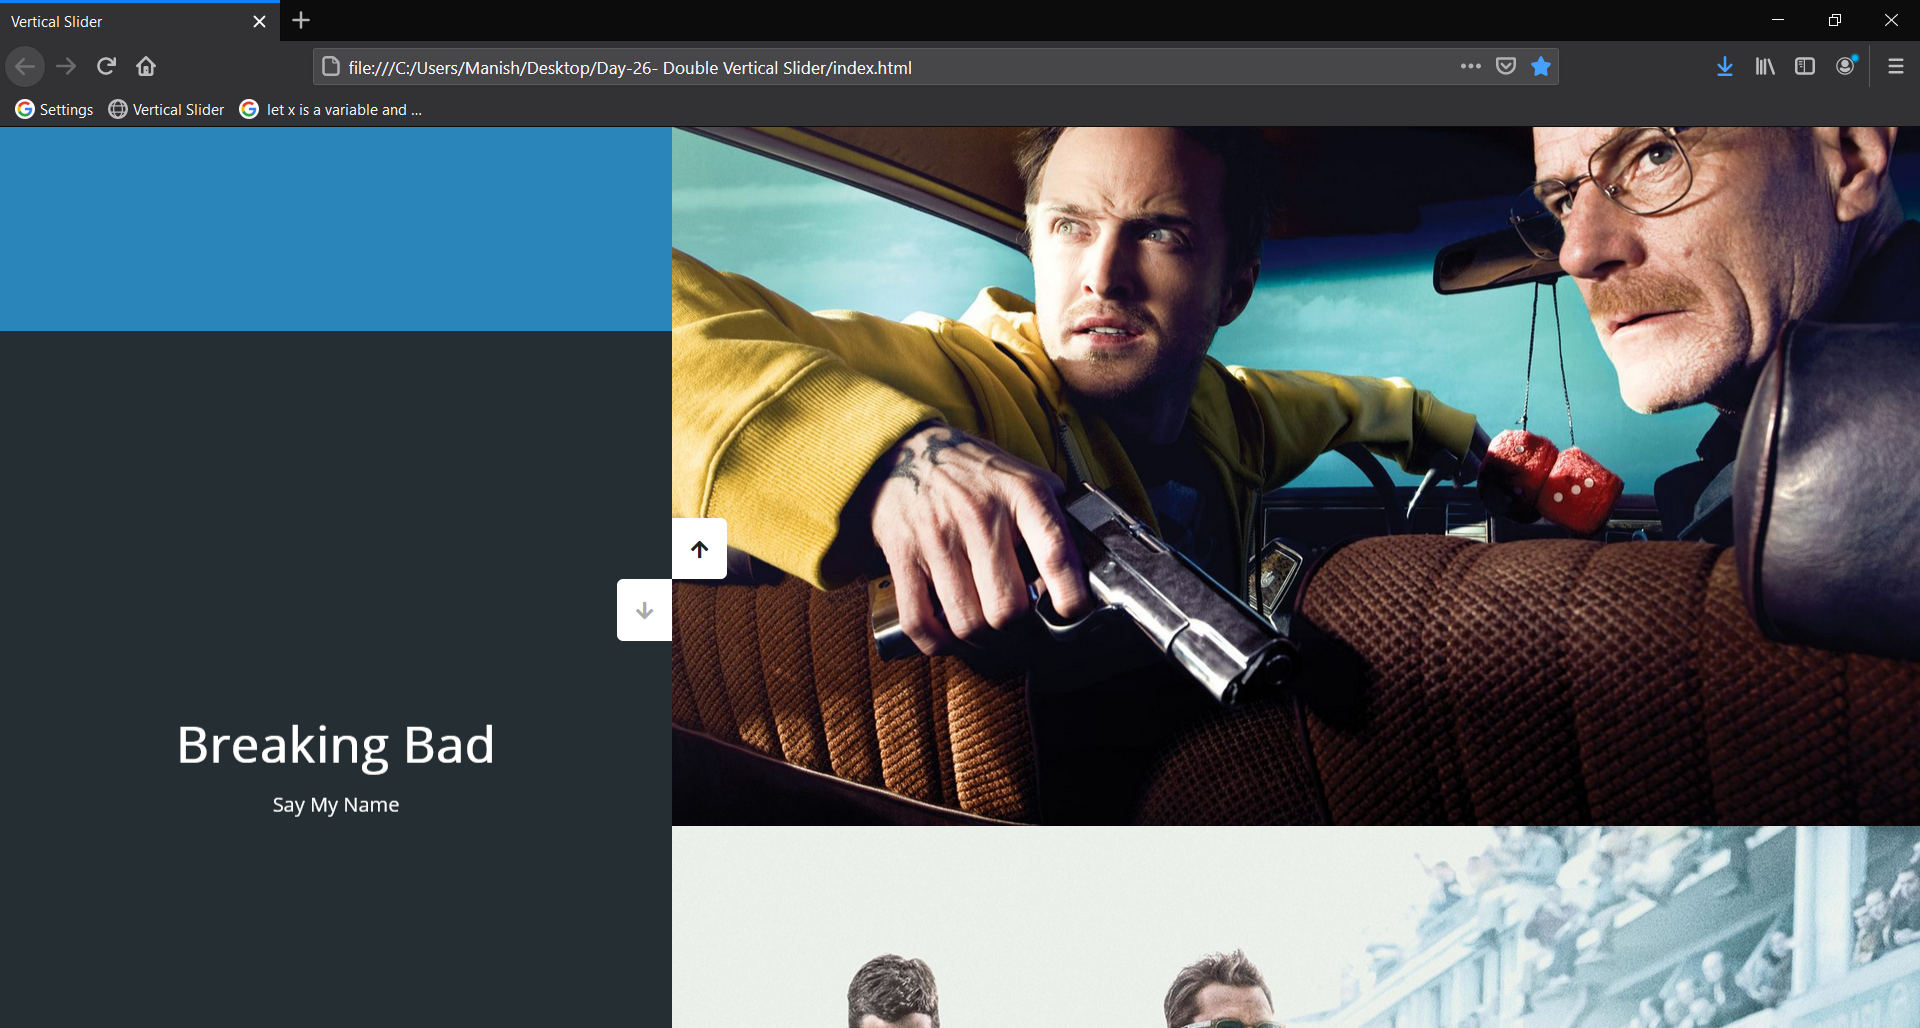 Vertical Slider
file:///C:/Users/Manish/Desktop/Day-26- Double Vertical Slider/index.html
Settings Vertical Slider let x is a variable and ...
Breaking Bad
Say My Name